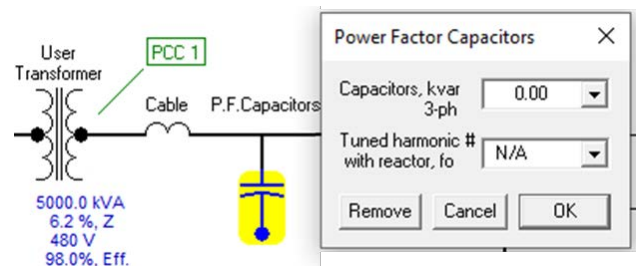 User
Transformer
PCC 1
Cable
P.F.Capacitors
5000.0 kVA
6.2 %, Z
480 V
98.0%, Eff.
Power Factor Capacitors
Capacitors, kvar
3-ph
0.00
Tuned harmonic #
with reactor, fo
N/A
Remove
Cancel
OK